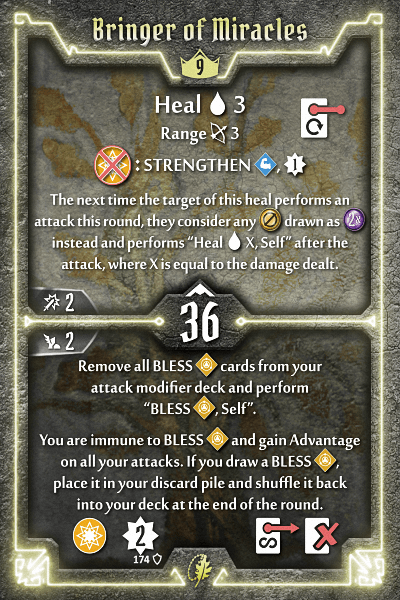 Bringer of Miracles
9
Heal 3
Range 3
: STRENGTHEN , 1
The next time the target of this heal performs an
attack this round, they consider any drawn as 2x
instead and performs “Heal X, Self” after the
attack, where X is equal to the damage dealt.
2
36
2
Remove all BLESS cards from your
attack modifier deck and perform
“BLESS , Self”.
You are immune to BLESS and gain Advantage
on all your attacks. If you draw a BLESS ,
place it in your discard pile and shuffle it back
into your deck at the end of the round.
2
174